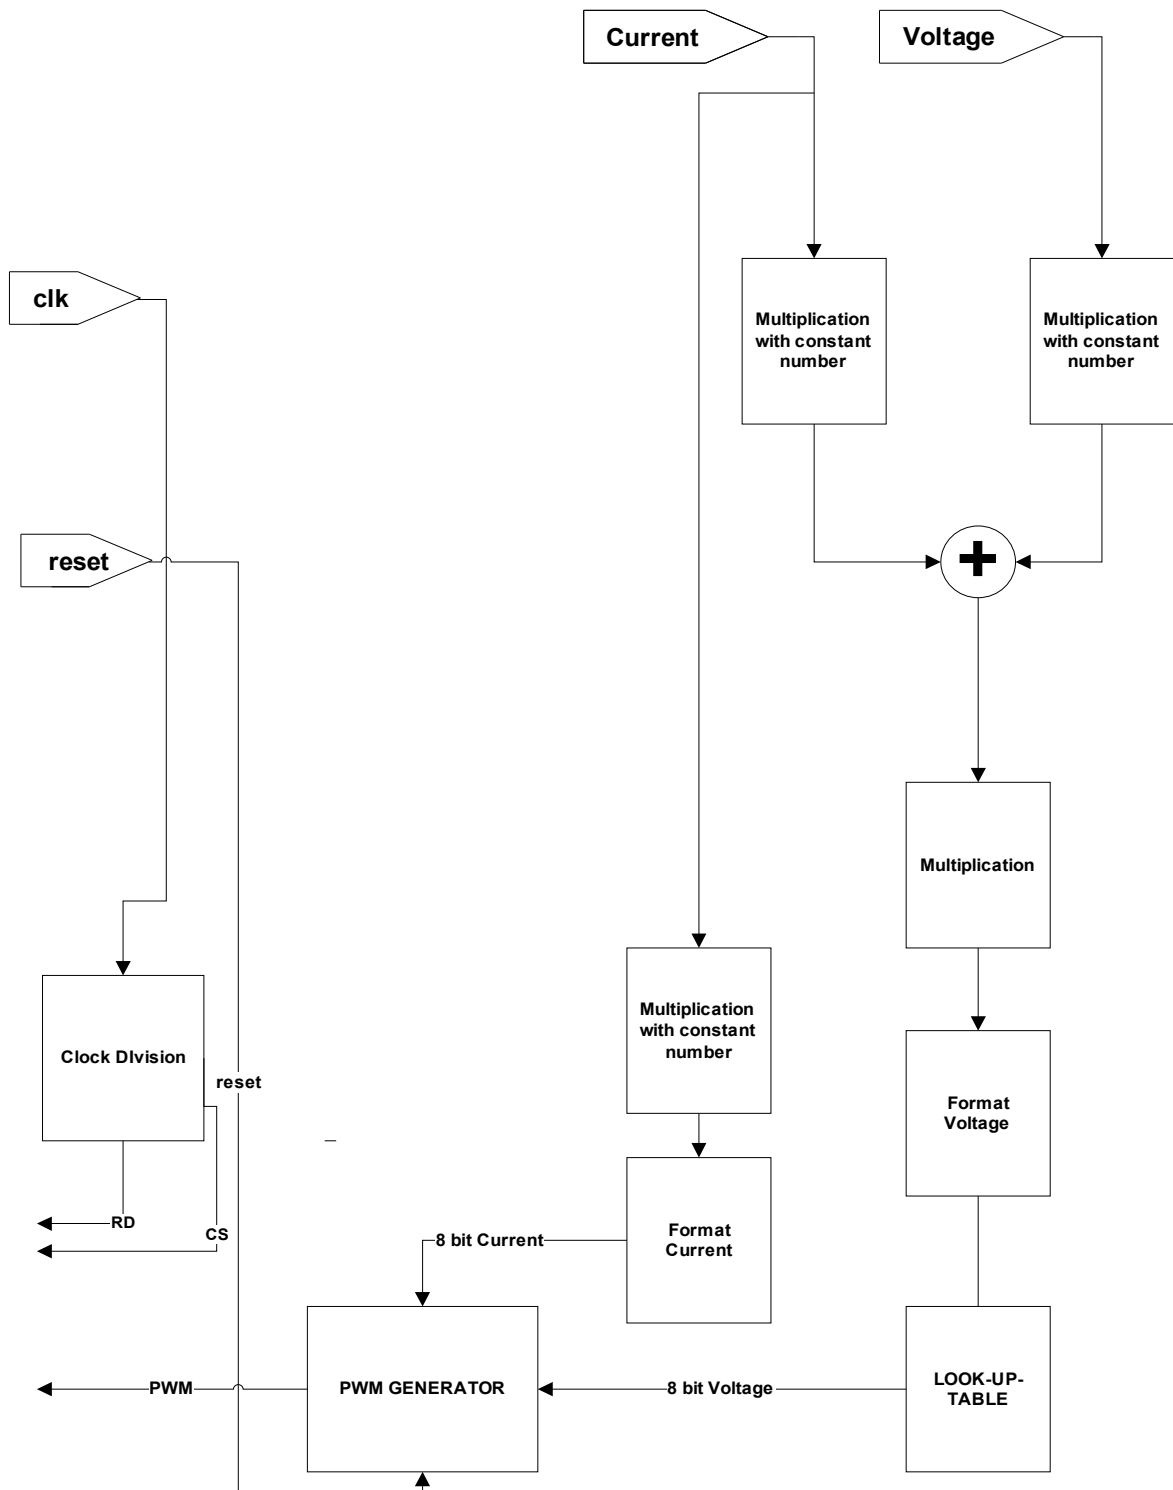 Current
Voltage
clk
Multiplication
with constant
number
Multiplication
with constant
number
reset
+
Multiplication
Multiplication
with constant
number
Clock DIvision
reset
Format
Voltage
RD
CS
8 bit Current
Format
Current
PWM
PWM GENERATOR
8 bit Voltage
LOOK-UP-
TABLE